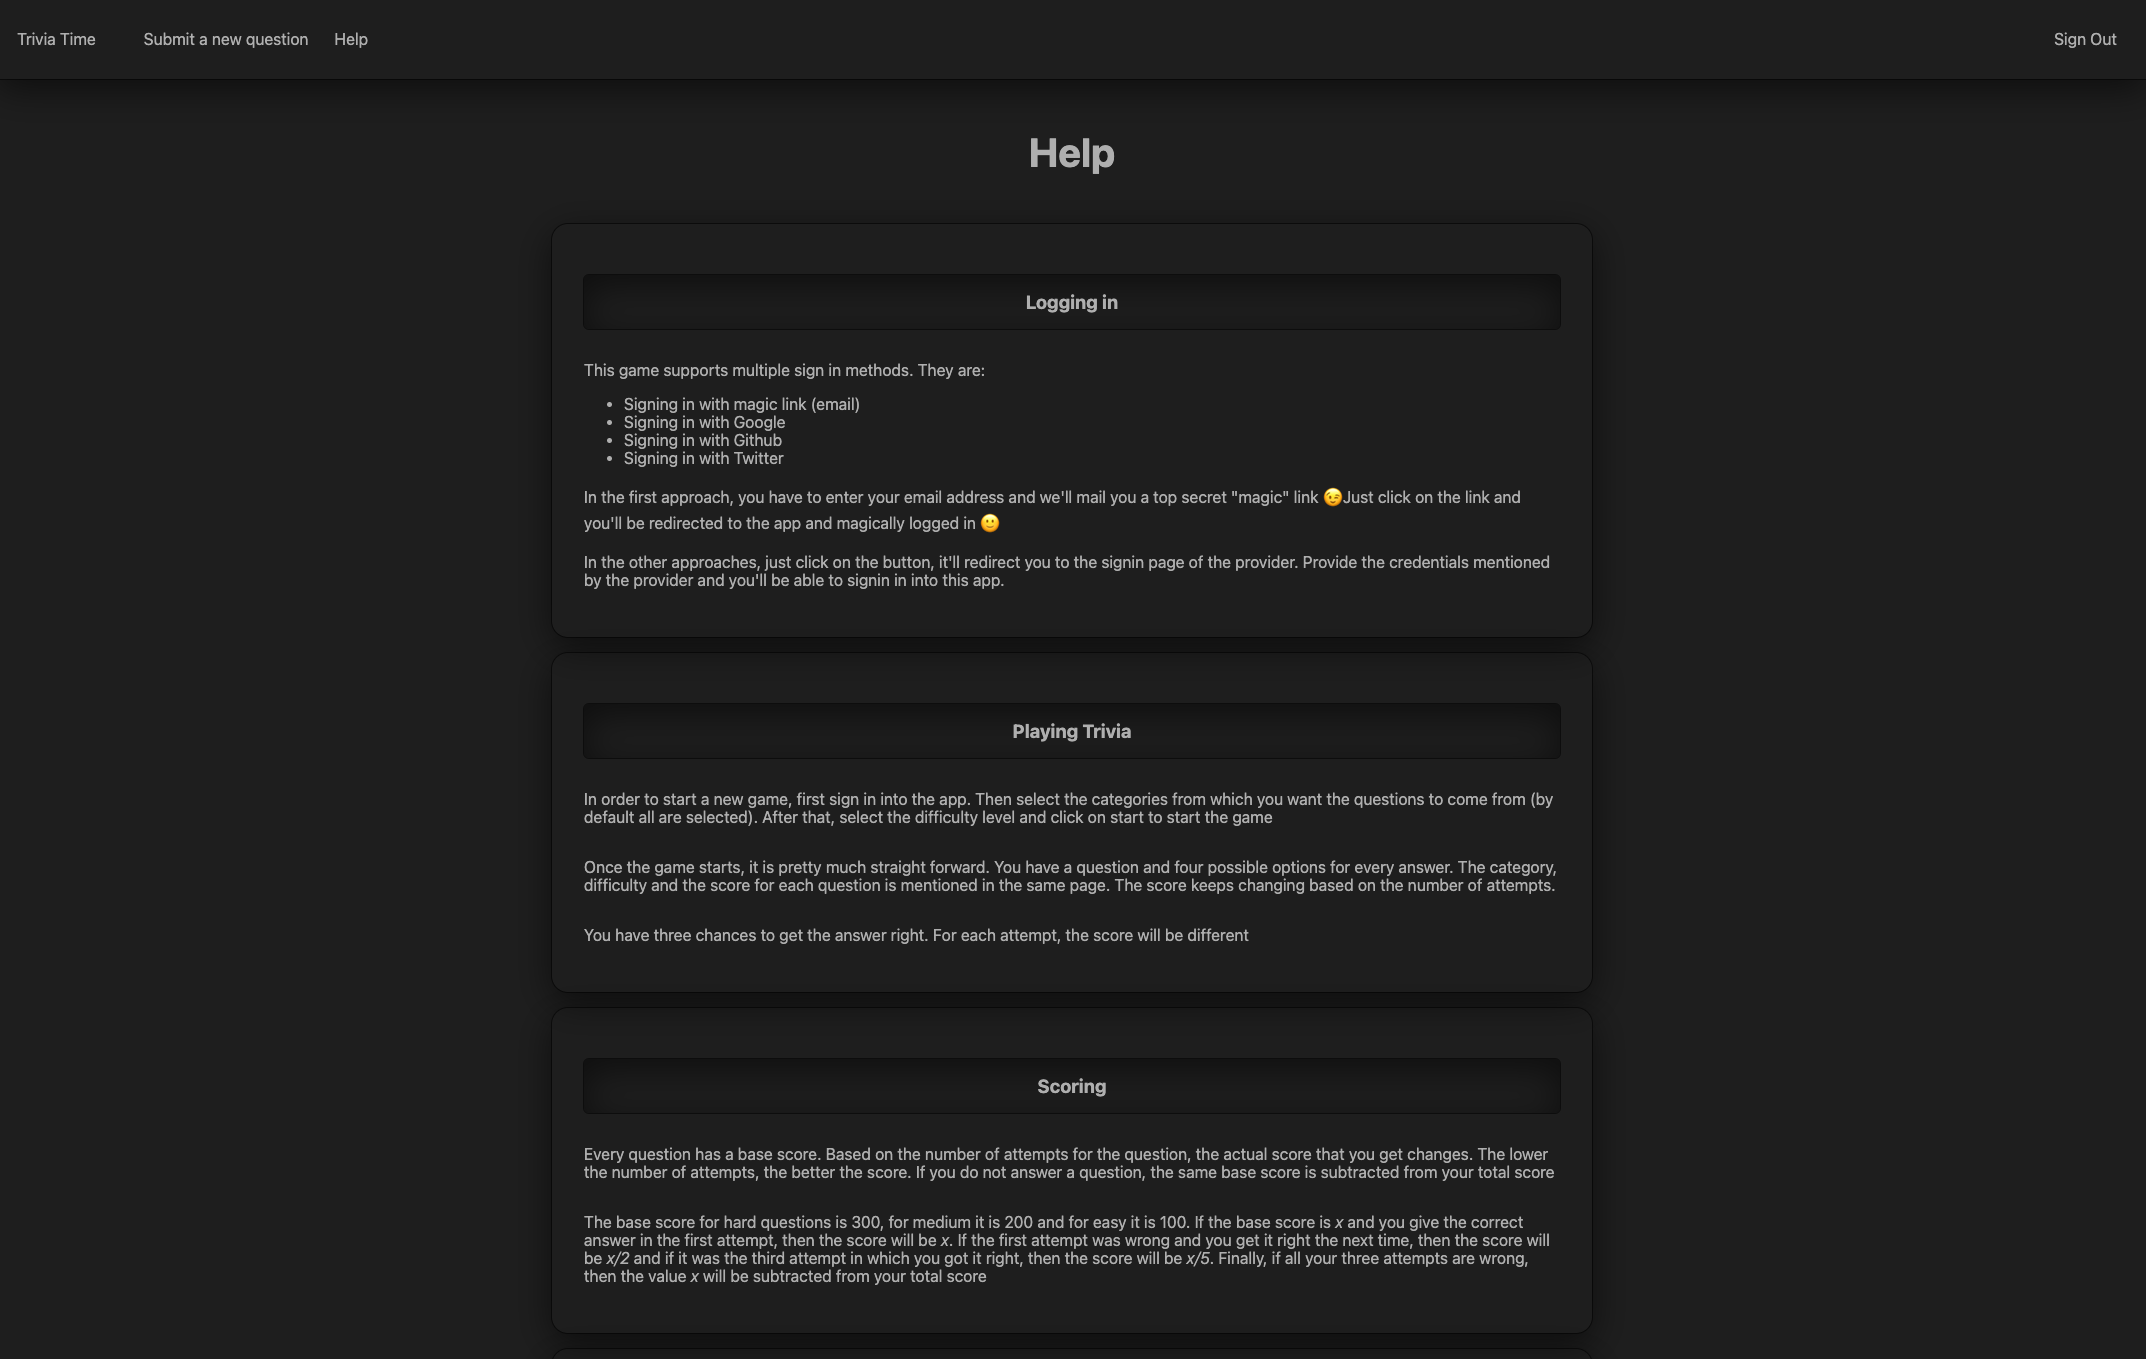 Trivia Time
Submit a new question
Help
Sign Out
Help
Logging in
This game supports multiple sign in methods. They are:
• Signing in with magic link (email)
• Signing in with Google
• Signing in with Github
• Signing in with Twitter
In the first approach, you have to enter your email address and we'll mail you a top secret "magic" link 😉Just click on the link and
you'll be redirected to the app and magically logged in 🙂
In the other approaches, just click on the button, it'll redirect you to the signin page of the provider. Provide the credentials mentioned
by the provider and you'll be able to signin in into this app.
Playing Trivia
In order to start a new game, first sign in into the app. Then select the categories from which you want the questions to come from (by
default all are selected). After that, select the difficulty level and click on start to start the game
Once the game starts, it is pretty much straight forward. You have a question and four possible options for every answer. The category,
difficulty and the score for each question is mentioned in the same page. The score keeps changing based on the number of attempts.
You have three chances to get the answer right. For each attempt, the score will be different
Scoring
Every question has a base score. Based on the number of attempts for the question, the actual score that you get changes. The lower
the number of attempts, the better the score. If you do not answer a question, the same base score is subtracted from your total score
The base score for hard questions is 300, for medium it is 200 and for easy it is 100. If the base score is x and you give the correct
answer in the first attempt, then the score will be x. If the first attempt was wrong and you get it right the next time, then the score will
be x/2 and if it was the third attempt in which you got it right, then the score will be x/5. Finally, if all your three attempts are wrong,
then the value x will be subtracted from your total score